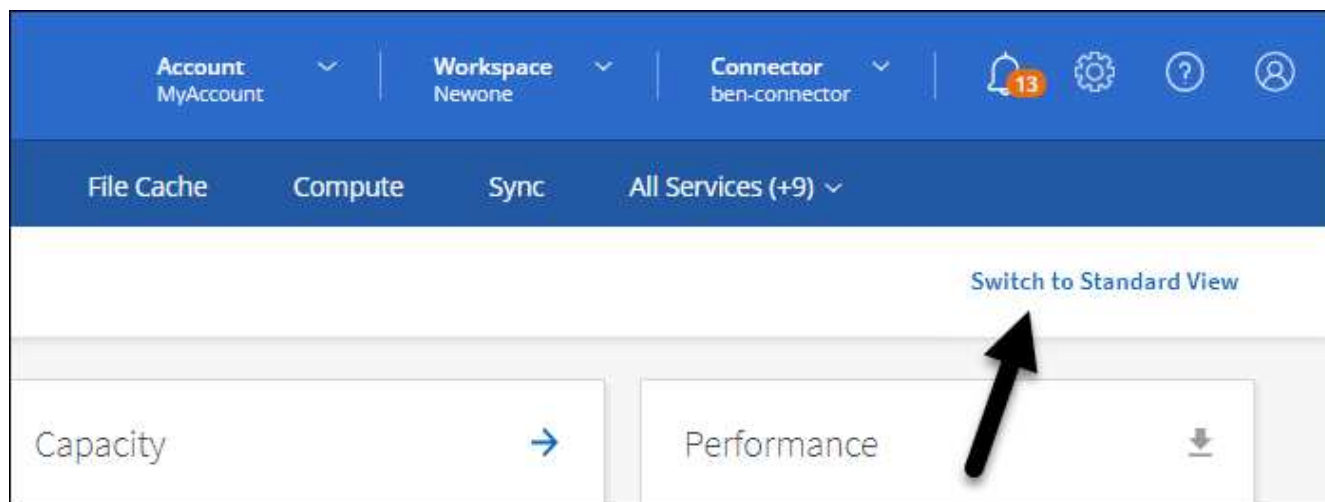 Account
MyAccount
Workspace
Newone
Connector
ben-connector
13
?
File Cache Compute Sync All Services (+9)
Switch to Standard View
Capacity
Performance